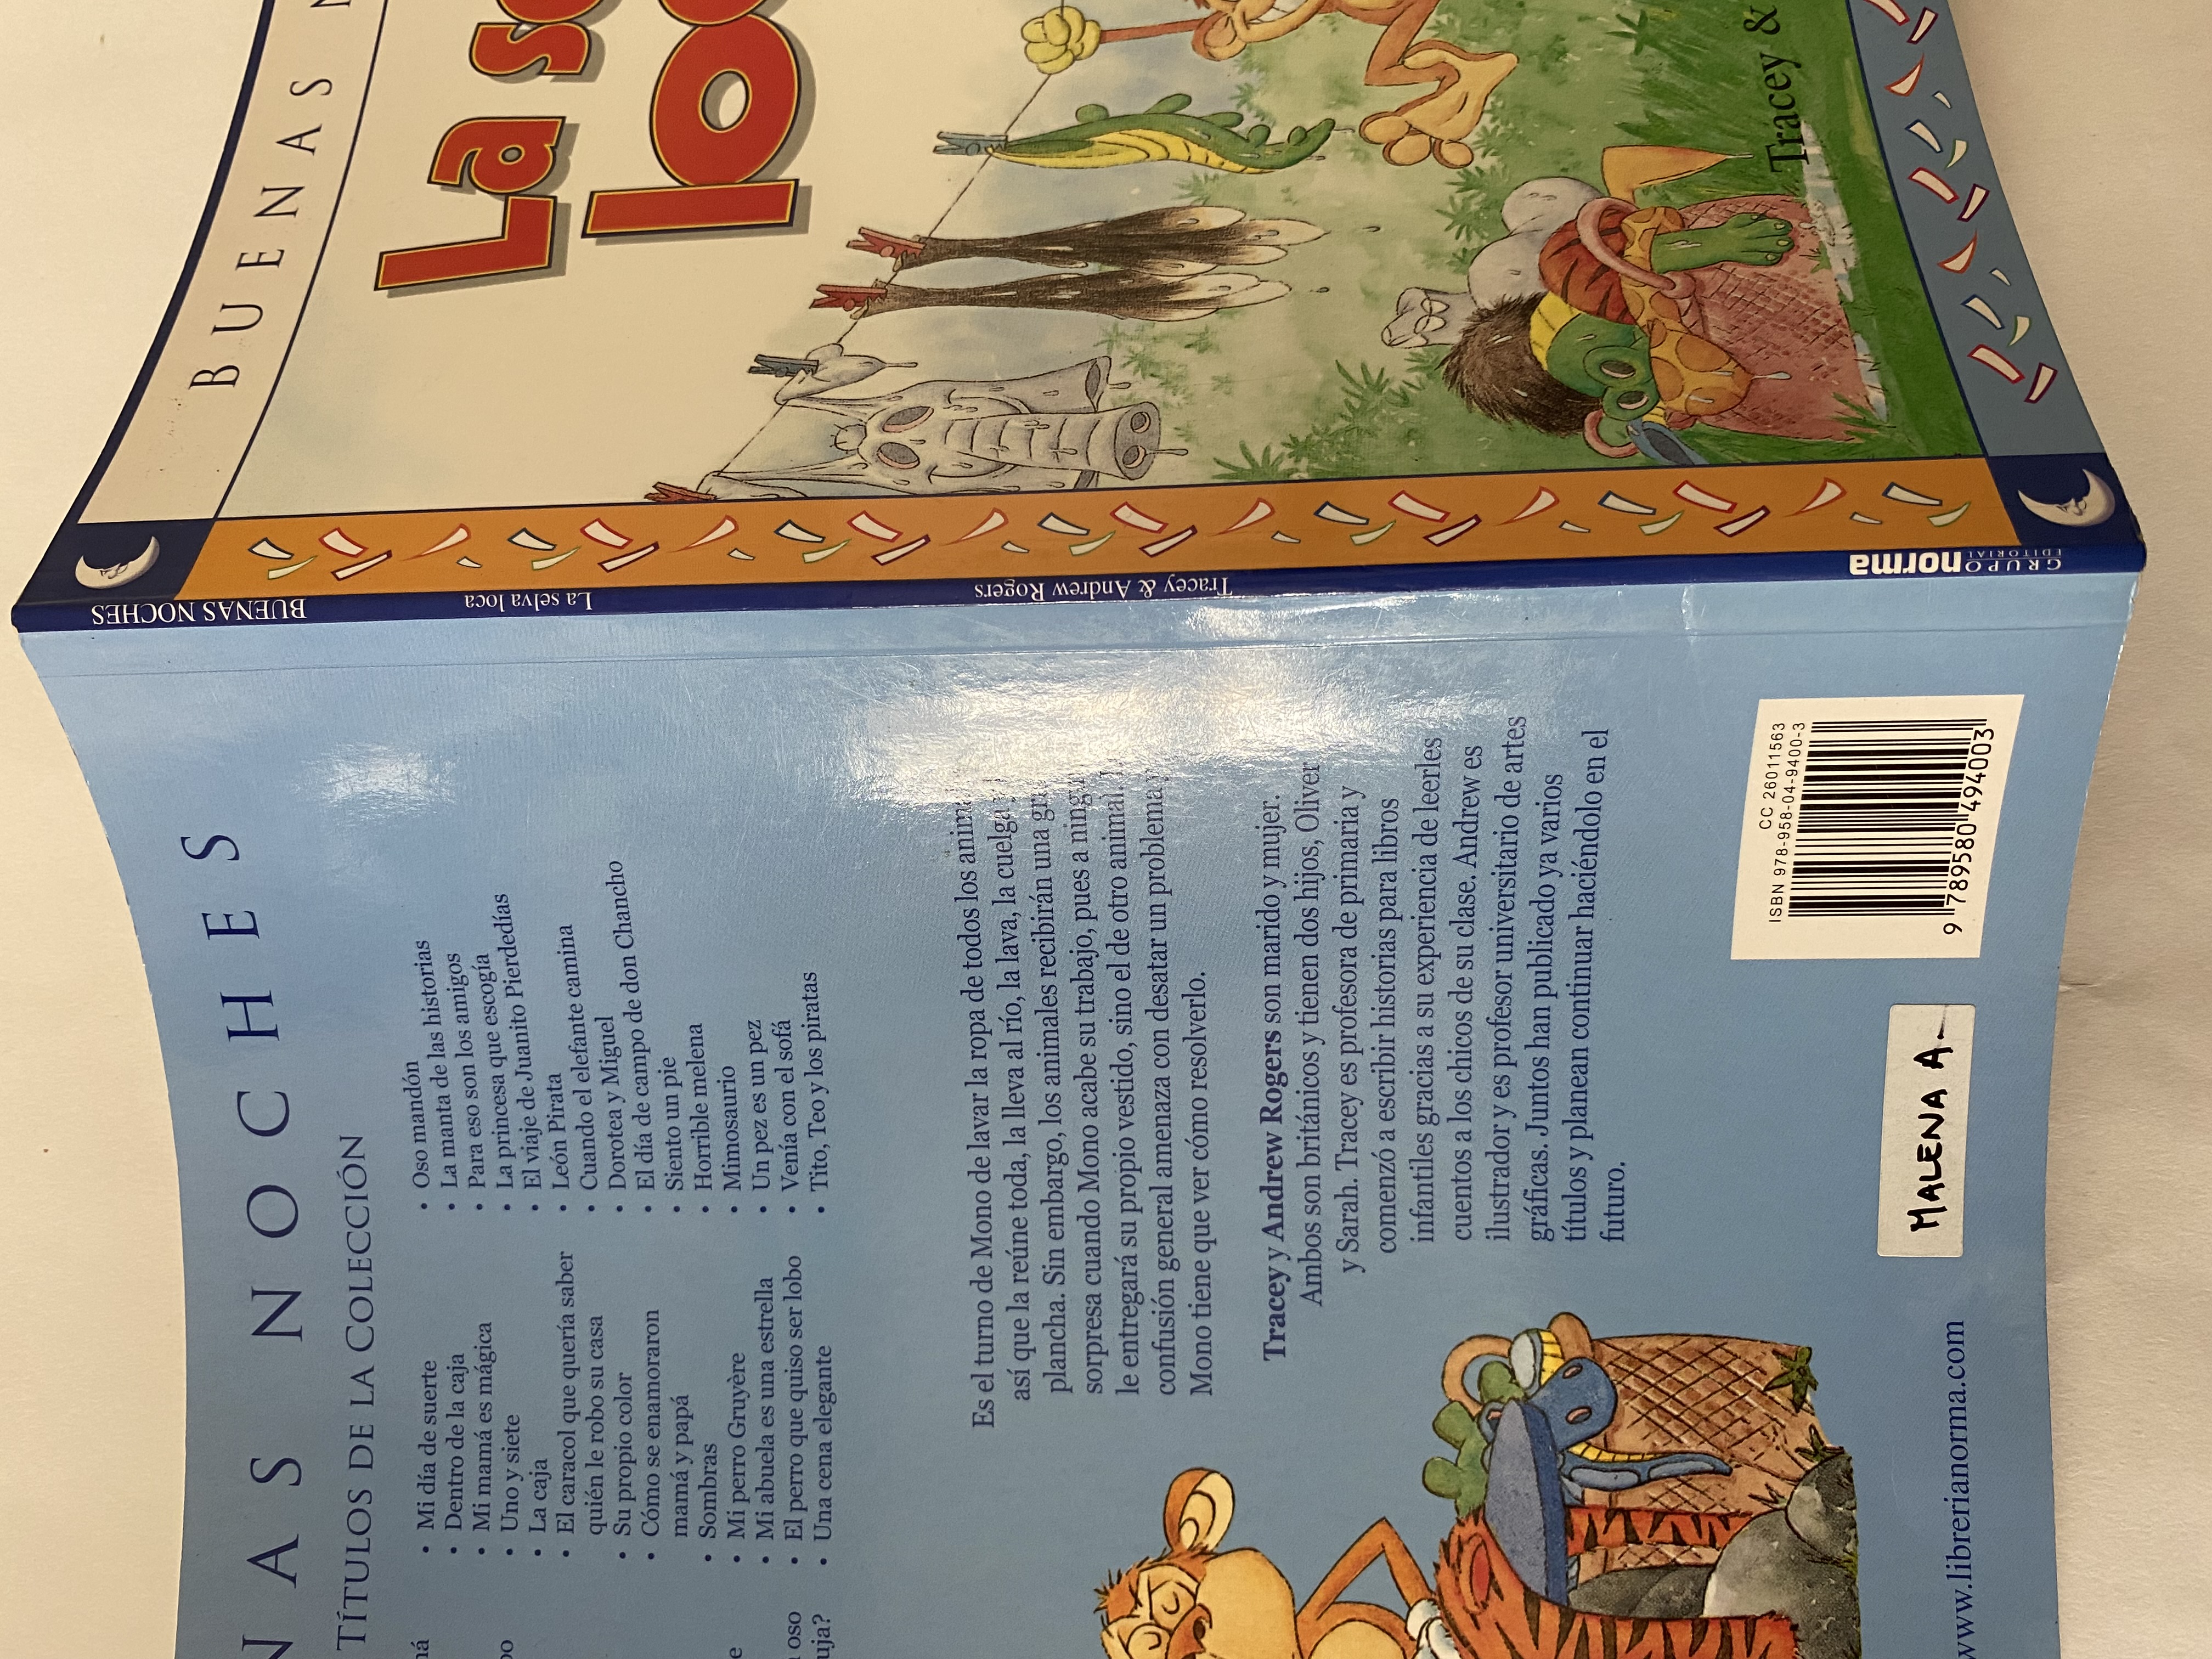 NAS NOCHES
TÍTULOS DE LA COLECCIÓN
oso
• Mi día de suerte
• Dentro de la caja
• Mi mamá es mágica
• Uno y siete
• La caja
• El caracol que quería saber
quién le robo su casa
• Su propio color
• Cómo se enamoraron
mamá y papá
• Sombras
• Mi perro Gruyère
• Mi abuela es una estrella
• El perro que quiso ser lobo
• Una cena elegante
• Oso mandón
• La manta de las historias
• Para eso son los amigos
• La princesa que escogía
• El viaje de Juanito Pierdedías
• León Pirata
• Cuando el elefante camina
• Dorotea y Miguel
• El día de campo de don Chancho
• Siento un pie
• Horrible melena
• Mimosaurio
• Un pez es un pez
• Venía con el sofá
• Tito, Teo y los piratas
Es el turno de Mono de lavar la ropa de todos los
así que la reúne toda, la lleva al río, la lava, la cuelga y
plancha. Sin embargo, los animales recibirán una
sorpresa cuando Mono acabe su trabajo, pues a
le entregará su propio vestido, sino el de otro animal.
confusión general amenaza con desatar un problema y
Mono tiene que ver cómo resolverlo.
Tracey y Andrew Rogers son marido y mujer.
Ambos son británicos y tienen dos hijos, Oliver
y Sarah. Tracey es profesora de primaria y
comenzó a escribir historias para libros
infantiles gracias a su experiencia de leerles
cuentos a los chicos de su clase. Andrew es
ilustrador y es profesor universitario de artes
gráficas. Juntos han publicado ya varios
títulos y planean continuar haciéndolo en el
futuro.
CC 26011563
ISBN 978-958-04-9400-3
9 789580 494003
MALENA A.
www.librerianorma.com
BUENAS NOCHES
La selva loca
Tracey & Andrew Rogers
GRUPO
EDITORIAL
norma
BUENAS N
La se
loc
Tracey &